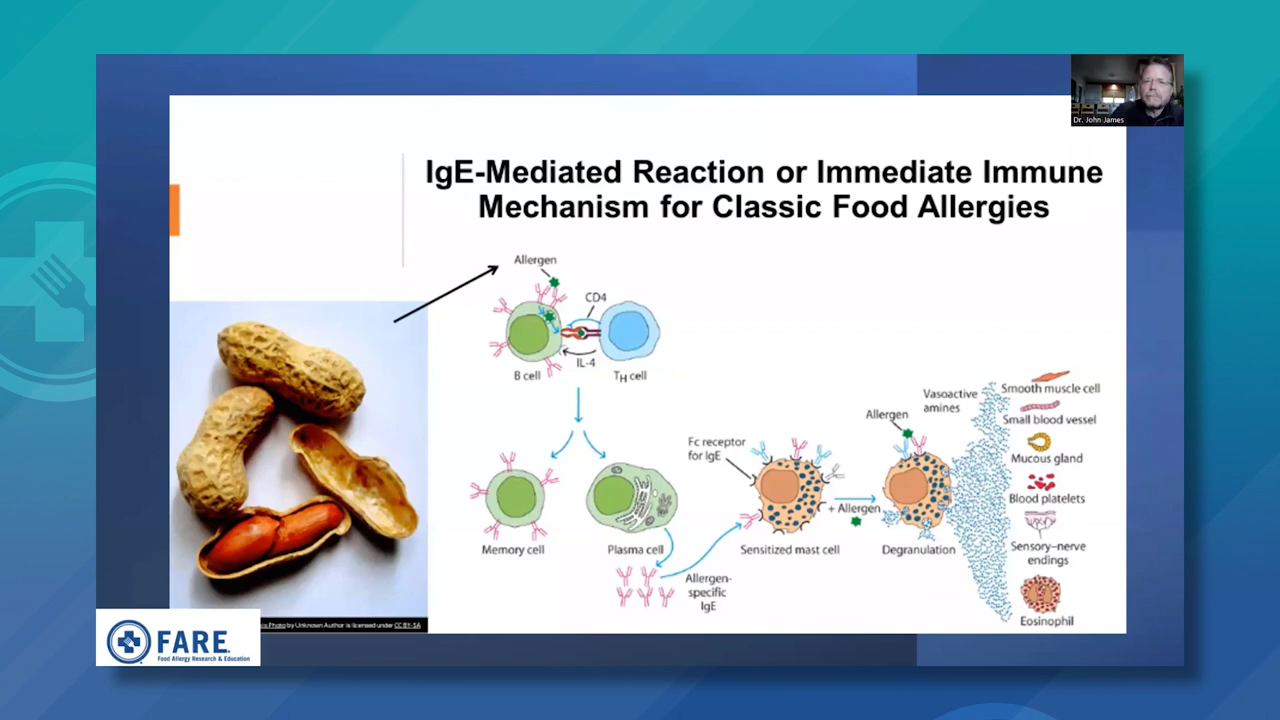 Dr. John James
IgE-Mediated Reaction or Immediate Immune
Mechanism for Classic Food Allergies
Allergen
CD4
IL-4
B cell
TH cell
Memory cell
Plasma cell
Allergen-
specific
IgE
Fc receptor
for IgE
Sensitized mast cell
+ Allergen
Allergen
Degranulation
Vasoactive
amines
Smooth muscle cell
Small blood vessel
Mucous gland
Blood platelets
Sensory–nerve
endings
Eosinophil
Photo by Unknown Author is licensed under CC BY-SA
FARE
Food Allergy Research & Education